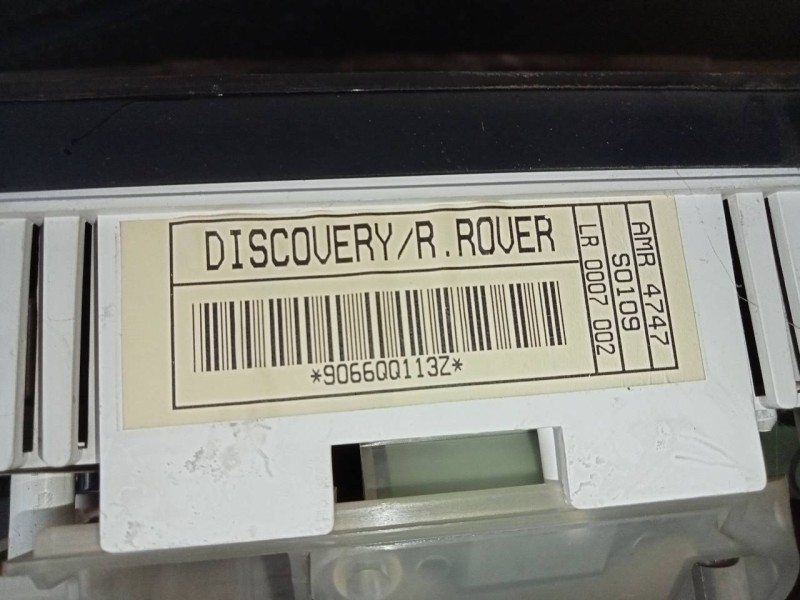 DISCOVERY/R.ROVER
*9066QQ113Z*
LR 0007 002
S0109
AMR 4747